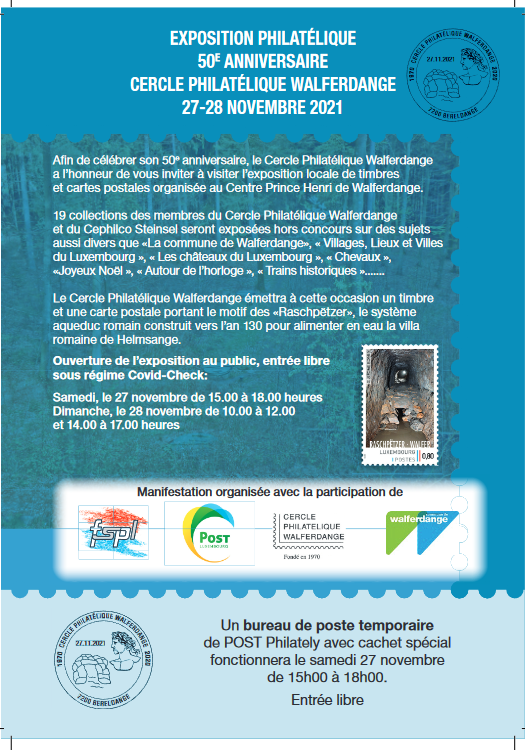 EXPOSITION PHILATÉLIQUE
50E ANNIVERSAIRE
CERCLE PHILATÉLIQUE WALFERDANGE
27-28 NOVEMBRE 2021
1970 CERCLE PHILATÉLIQUE WALFERDANGE 2020
27.11.2021
7200 BERELDANGE
Afin de célébrer son 50e anniversaire, le Cercle Philatélique Walferdange
a l'honneur de vous inviter à visiter l'exposition locale de timbres
et cartes postales organisée au Centre Prince Henri de Walferdange.
19 collections des membres du Cercle Philatélique Walferdange
et du Cephilco Steinsel seront exposées hors concours sur des sujets
aussi divers que «La commune de Walferdange», « Villages, Lieux et Villes
du Luxembourg », « Les châteaux du Luxembourg », « Chevaux »,
«Joyeux Noël », « Autour de l'horloge », « Trains historiques ».......
Le Cercle Philatélique Walferdange émettra à cette occasion un timbre
et une carte postale portant le motif des «Raschpëtzer», le système
aqueduc romain construit vers l'an 130 pour alimenter en eau la villa
romaine de Helmsange.
Ouverture de l'exposition au public, entrée libre
sous régime Covid-Check:
Samedi, le 27 novembre de 15.00 à 18.00 heures
Dimanche, le 28 novembre de 10.00 à 12.00
et 14.00 à 17.00 heures
RASCHPËTZER - WALFER
LUXEMBOURG
POSTES
0,80
Manifestation organisée avec la participation de
fspl
POST
LUXEMBOURG
CERCLE
PHILATELIQUE
WALFERDANGE
Fondé en 1970
walferdange
1970 CERCLE PHILATÉLIQUE WALFERDANGE 2020
27.11.2021
7200 BERELDANGE
Un bureau de poste temporaire
de POST Philately avec cachet spécial
fonctionnera le samedi 27 novembre
de 15h00 à 18h00.
Entrée libre